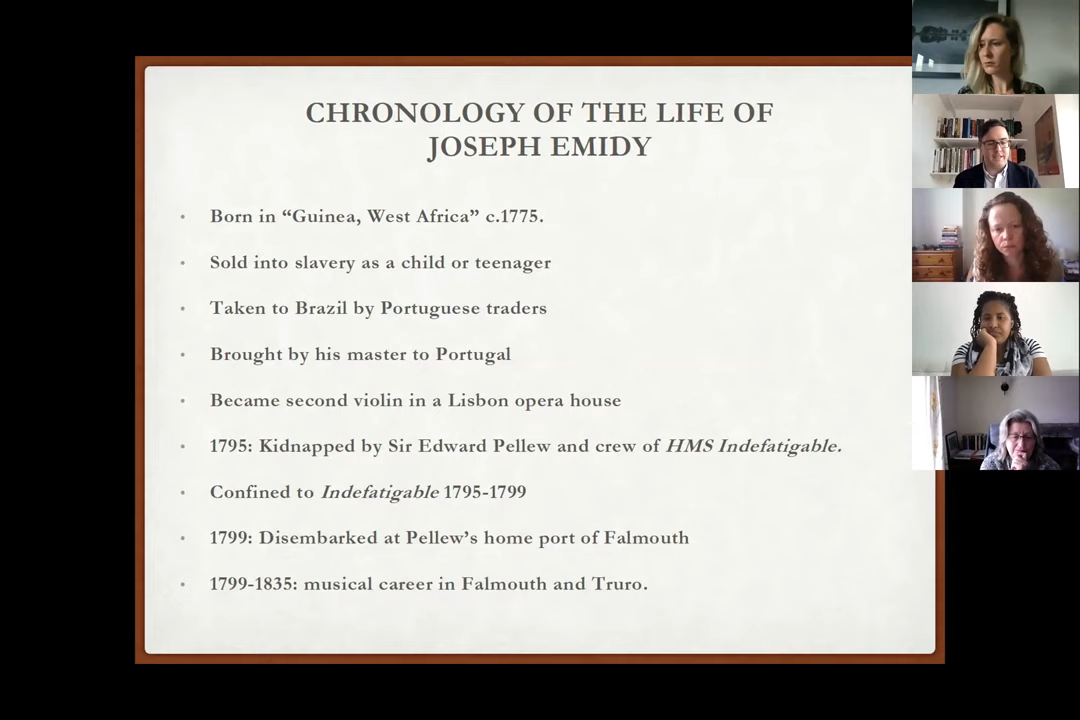 CHRONOLOGY OF THE LIFE OF
JOSEPH EMIDY
• Born in “Guinea, West Africa” c.1775.
• Sold into slavery as a child or teenager
• Taken to Brazil by Portuguese traders
• Brought by his master to Portugal
• Became second violin in a Lisbon opera house
• 1795: Kidnapped by Sir Edward Pellew and crew of HMS Indefatigable.
• Confined to Indefatigable 1795-1799
• 1799: Disembarked at Pellew’s home port of Falmouth
• 1799-1835: musical career in Falmouth and Truro.